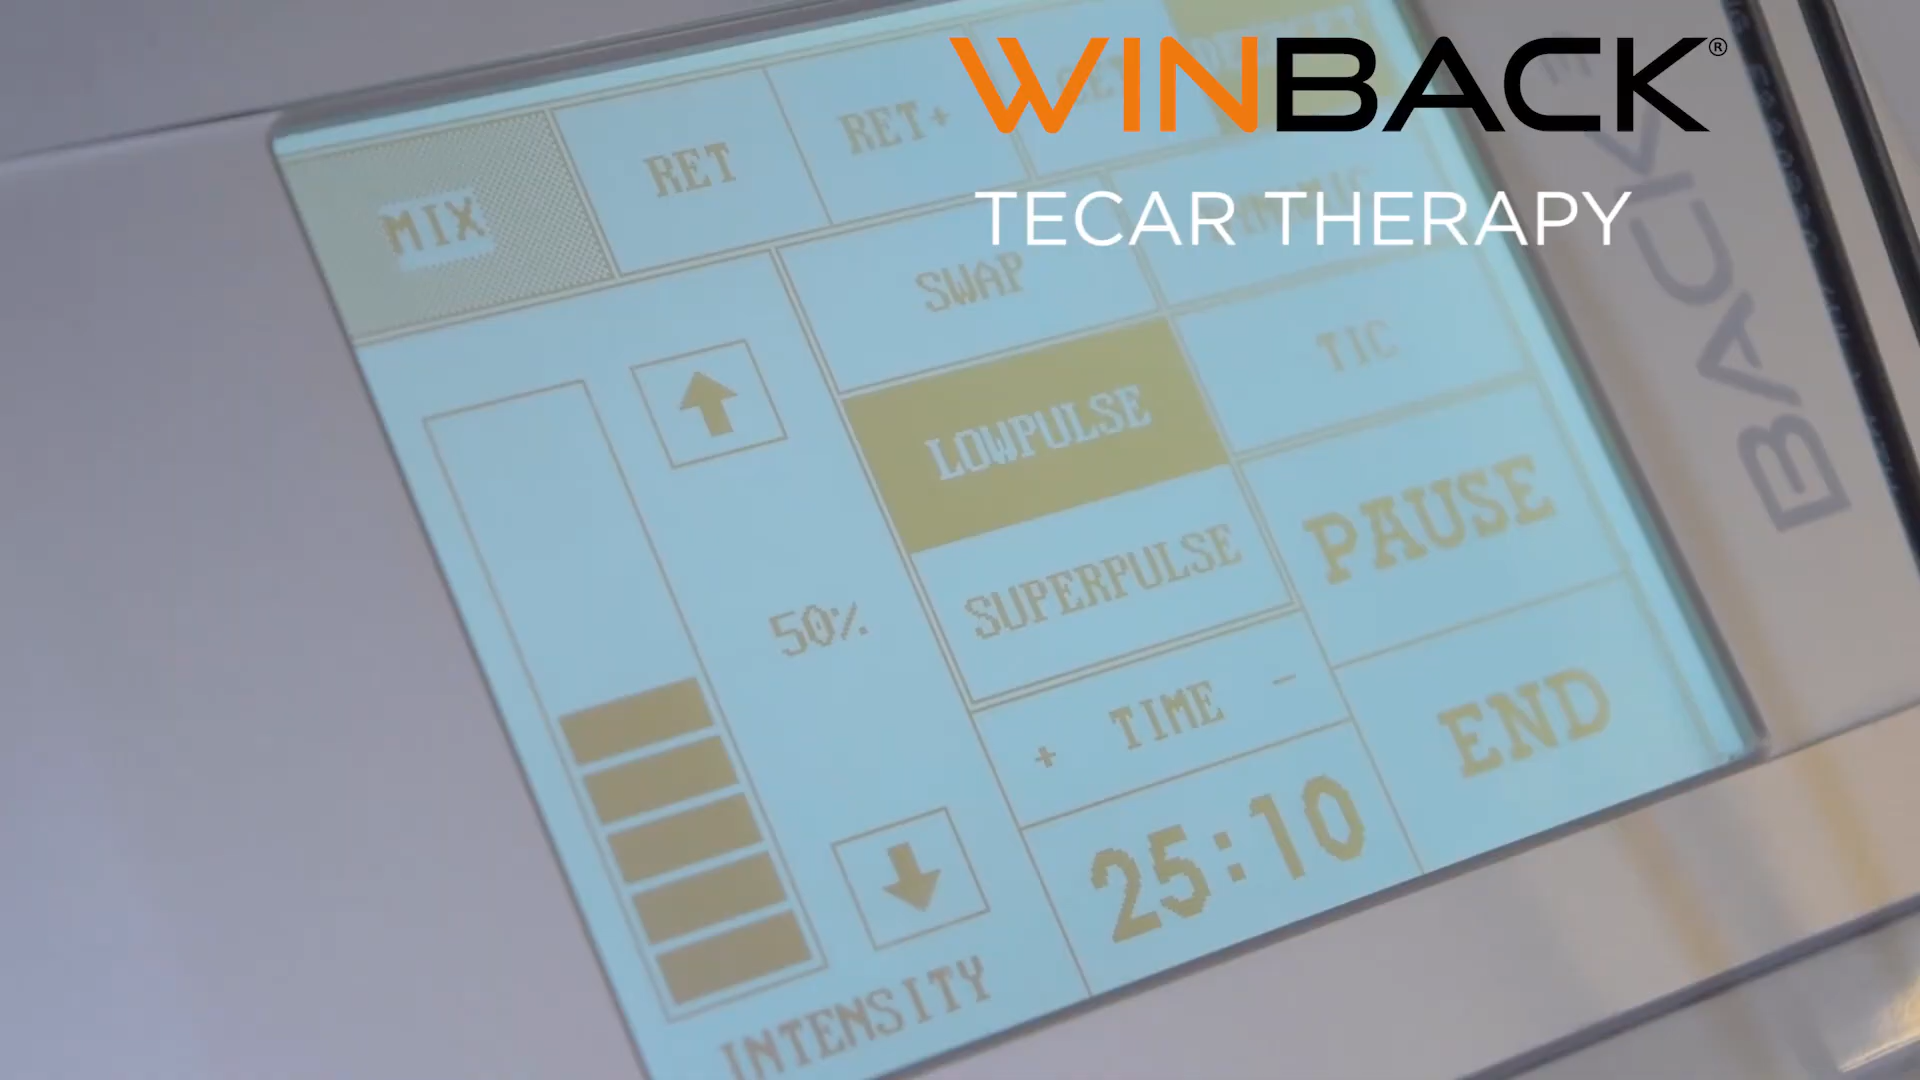 WINBACK®
TECAR THERAPY
MIX
RET
RET+
SWAP
TIC
LOWPULSE
SUPERPULSE
PAUSE
50%
+ TIME -
END
25:10
INTENSITY
BACK